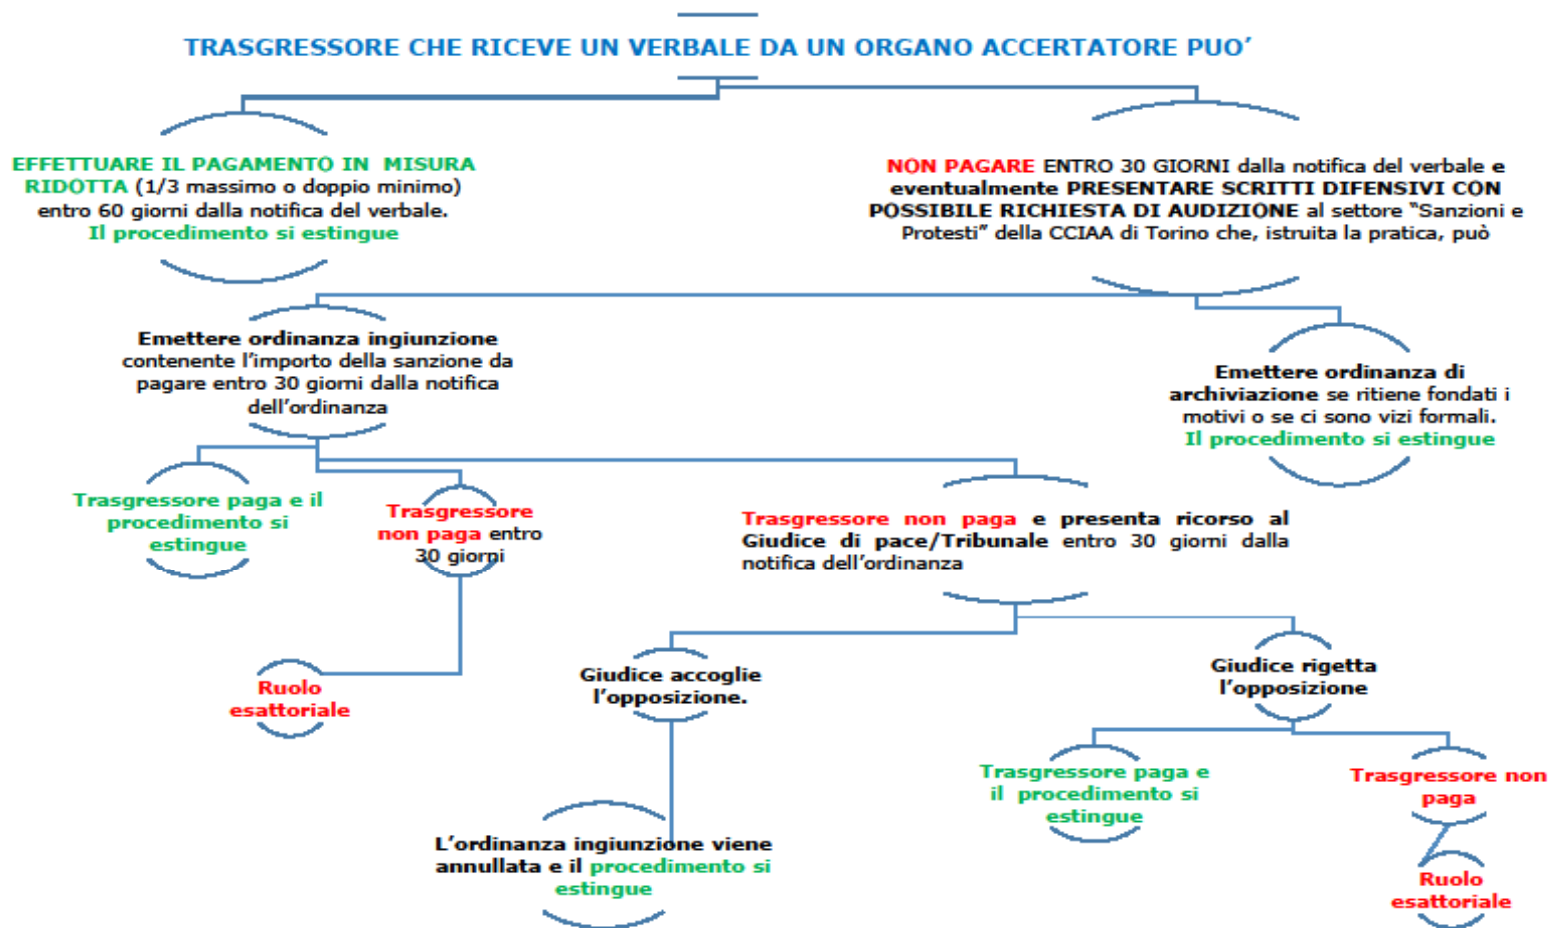 TRASGRESSORE CHE RICEVE UN VERBALE DA UN ORGANO ACCERTATORE PUO’
EFFETTUARE IL PAGAMENTO IN MISURA
RIDOTTA (1/3 massimo o doppio minimo)
entro 60 giorni dalla notifica del verbale.
Il procedimento si estingue
NON PAGARE ENTRO 30 GIORNI dalla notifica del verbale e
eventualmente PRESENTARE SCRITTI DIFENSIVI CON
POSSIBILE RICHIESTA DI AUDIZIONE al settore “Sanzioni e
Protesti” della CCIAA di Torino che, istruita la pratica, può
Emettere ordinanza ingiunzione
contenente l’importo della sanzione da
pagare entro 30 giorni dalla notifica
dell’ordinanza
Emettere ordinanza di
archiviazione se ritiene fondati i
motivi o se ci sono vizi formali.
Il procedimento si estingue
Trasgressore paga e il
procedimento si
estingue
Trasgressore
non paga entro
30 giorni
Trasgressore non paga e presenta ricorso al
Giudice di pace/Tribunale entro 30 giorni dalla
notifica dell’ordinanza
Ruolo
esattoriale
Giudice accoglie
l’opposizione.
Giudice rigetta
l’opposizione
L’ordinanza ingiunzione viene
annullata e il procedimento si
estingue
Trasgressore paga e
il procedimento si
estingue
Trasgressore non
paga
Ruolo
esattoriale